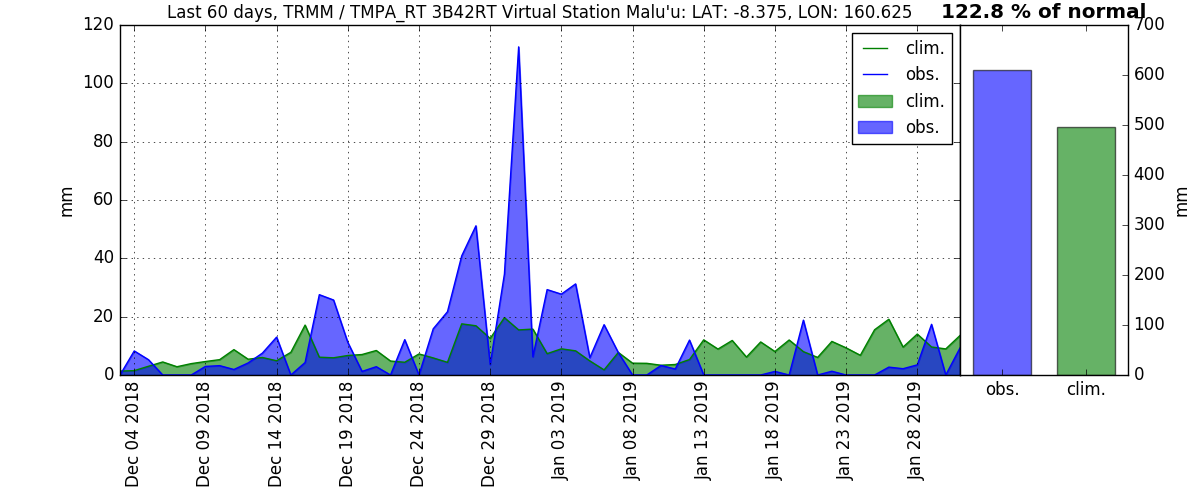 Last 60 days, TRMM / TMPA_RT 3B42RT Virtual Station Malu'u: LAT: -8.375, LON: 160.625
122.8 % of normal
120
100
80
60
40
20
0
mm
clim.
obs.
clim.
obs.
700
600
500
400
300
200
100
0
mm
Dec 04 2018
Dec 09 2018
Dec 14 2018
Dec 19 2018
Dec 24 2018
Dec 29 2018
Jan 03 2019
Jan 08 2019
Jan 13 2019
Jan 18 2019
Jan 23 2019
Jan 28 2019
obs.
clim.